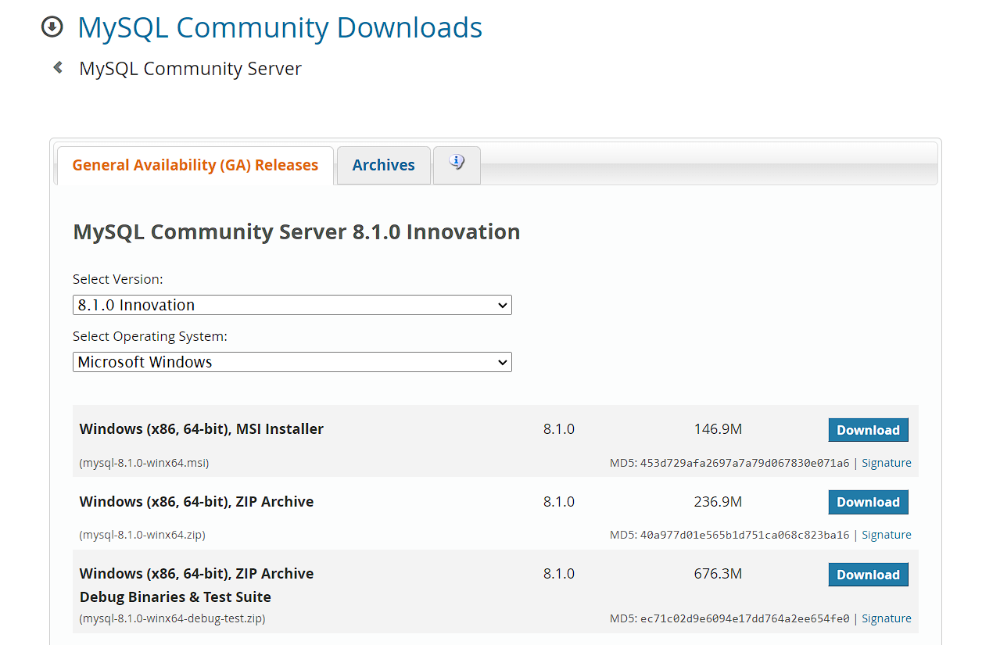 MySQL Community Downloads
MySQL Community Server
General Availability (GA) Releases Archives
MySQL Community Server 8.1.0 Innovation
Select Version:
8.1.0 Innovation
Select Operating System:
Microsoft Windows
Windows (x86, 64-bit), MSI Installer 8.1.0 146.9M Download
(mysql-8.1.0-winx64.msi) MD5: 453d729afa2697a7a79d067830e071a6 | Signature
Windows (x86, 64-bit), ZIP Archive 8.1.0 236.9M Download
(mysql-8.1.0-winx64.zip) MD5: 40a977d01e565b1d751ca068c823ba16 | Signature
Windows (x86, 64-bit), ZIP Archive 8.1.0 676.3M Download
Debug Binaries & Test Suite
(mysql-8.1.0-winx64-debug-test.zip) MD5: ec71c02d9e6094e17dd764a2ee654fe0 | Signature